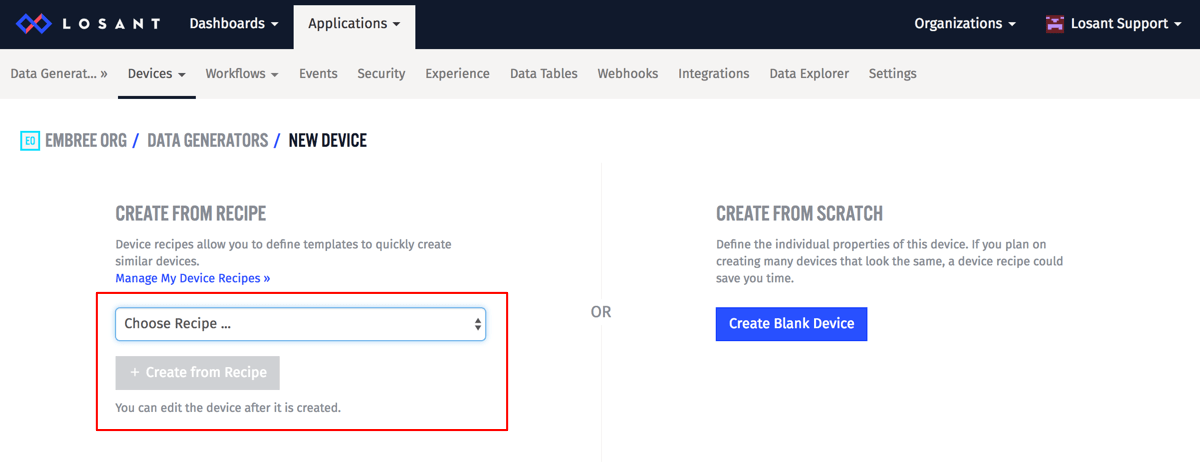 LOSANT Dashboards Applications Organizations Losant Support
Data Generat... » Devices Workflows Events Security Experience Data Tables Webhooks Integrations Data Explorer Settings
EO EMBREE ORG / DATA GENERATORS / NEW DEVICE
CREATE FROM RECIPE
Device recipes allow you to define templates to quickly create
similar devices.
Manage My Device Recipes »
Choose Recipe ...
+ Create from Recipe
You can edit the device after it is created.
OR
CREATE FROM SCRATCH
Define the individual properties of this device. If you plan on
creating many devices that look the same, a device recipe could
save you time.
Create Blank Device